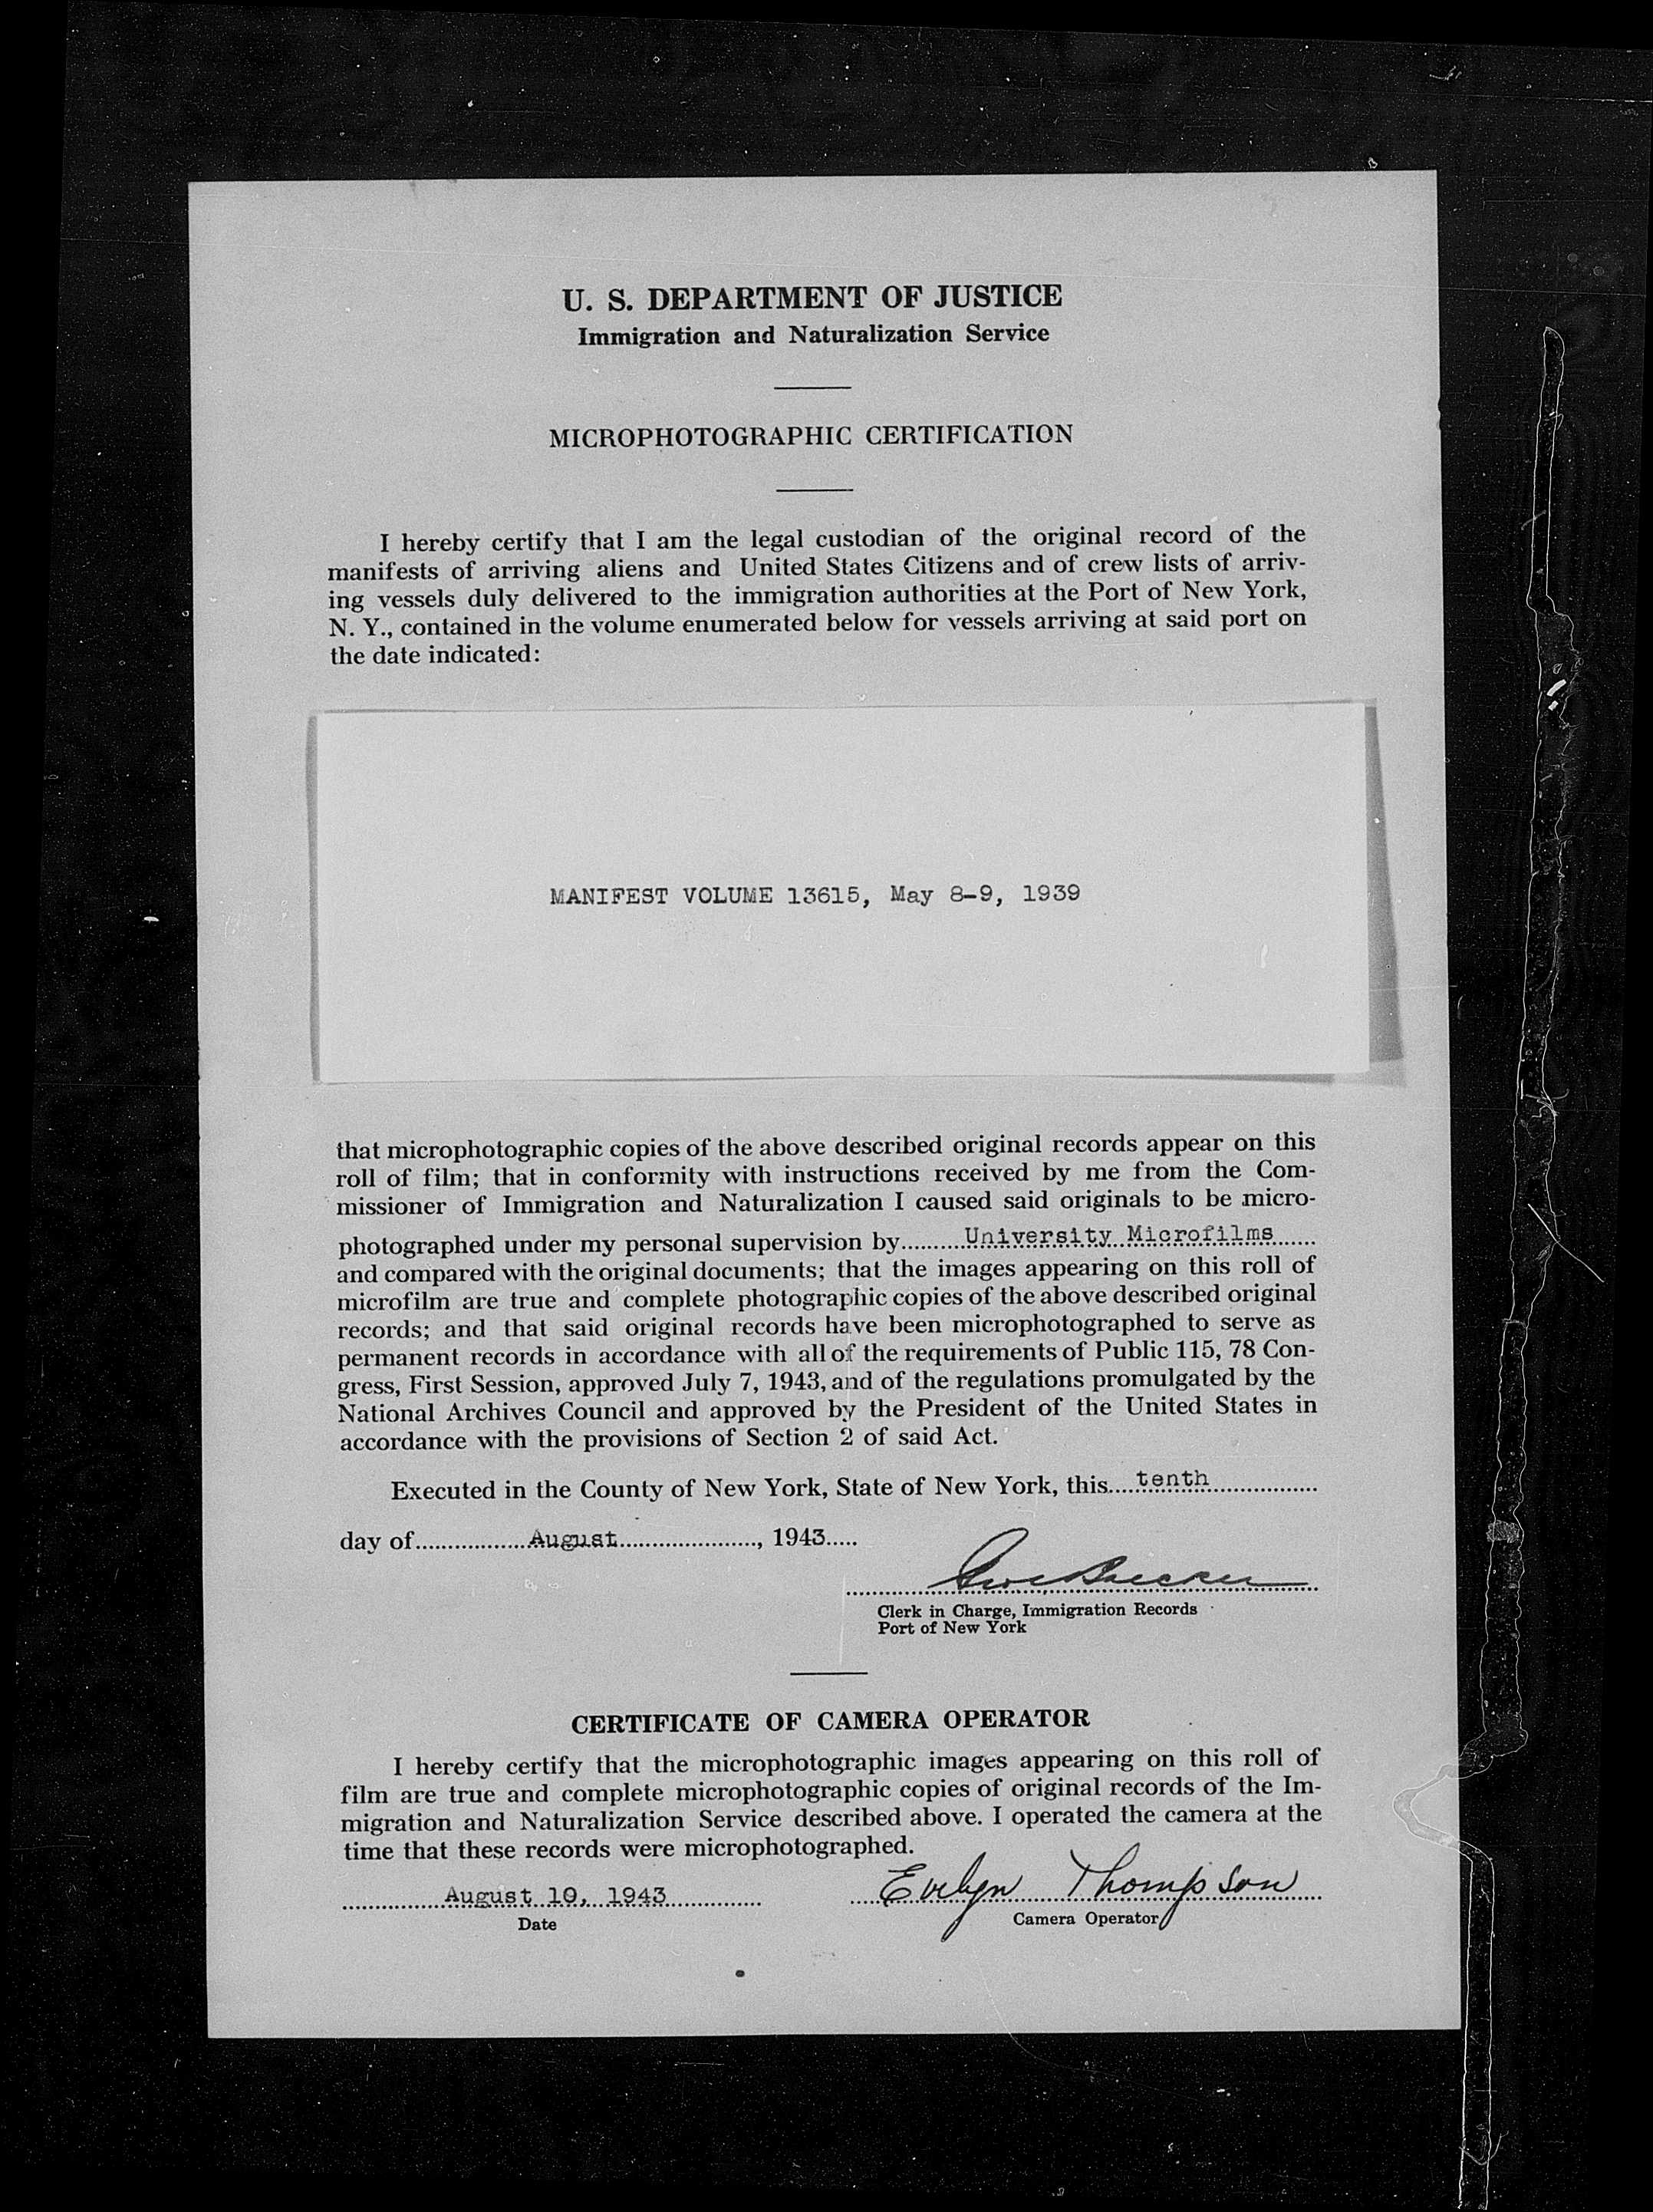 U. S. DEPARTMENT OF JUSTICE
Immigration and Naturalization Service
MICROPHOTOGRAPHIC CERTIFICATION
I hereby certify that I am the legal custodian of the original record of the
manifests of arriving aliens and United States Citizens and of crew lists of arriv-
ing vessels duly delivered to the immigration authorities at the Port of New York,
N. Y., contained in the volume enumerated below for vessels arriving at said port on
the date indicated:
MANIFEST VOLUME 13615, May 8-9, 1939
that microphotographic copies of the above described original records appear on this
roll of film; that in conformity with instructions received by me from the Com-
missioner of Immigration and Naturalization I caused said originals to be micro-
photographed under my personal supervision by University Microfilms
and compared with the original documents; that the images appearing on this roll of
microfilm are true and complete photographic copies of the above described original
records; and that said original records have been microphotographed to serve as
permanent records in accordance with all of the requirements of Public 115, 78 Con-
gress, First Session, approved July 7, 1943, and of the regulations promulgated by the
National Archives Council and approved by the President of the United States in
accordance with the provisions of Section 2 of said Act.
Executed in the County of New York, State of New York, this tenth
day of August, 1943
Clerk in Charge, Immigration Records
Port of New York
CERTIFICATE OF CAMERA OPERATOR
I hereby certify that the microphotographic images appearing on this roll of
film are true and complete microphotographic copies of original records of the Im-
migration and Naturalization Service described above. I operated the camera at the
time that these records were microphotographed.
August 10, 1943 Evelyn Thompson
Date Camera Operator